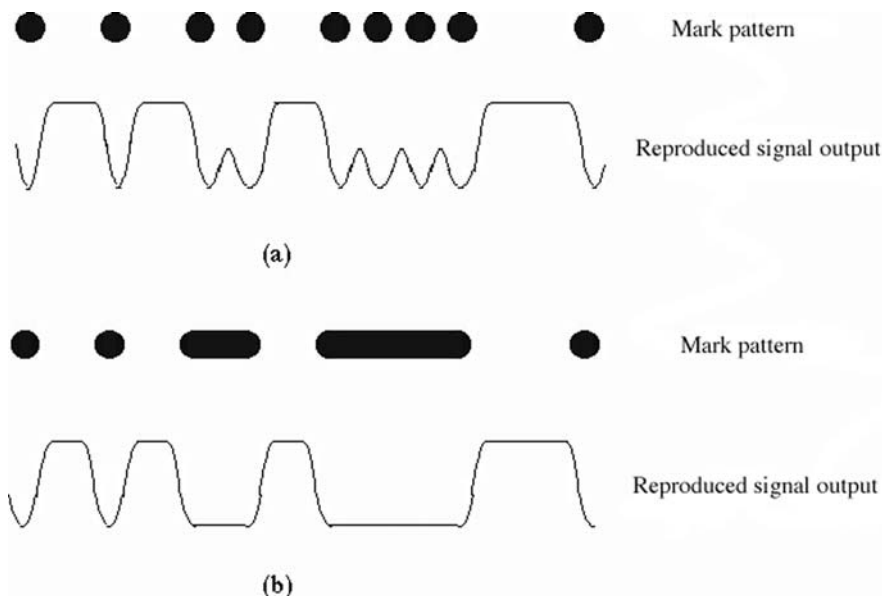 Mark pattern
Reproduced signal output
(a)
Mark pattern
Reproduced signal output
(b)